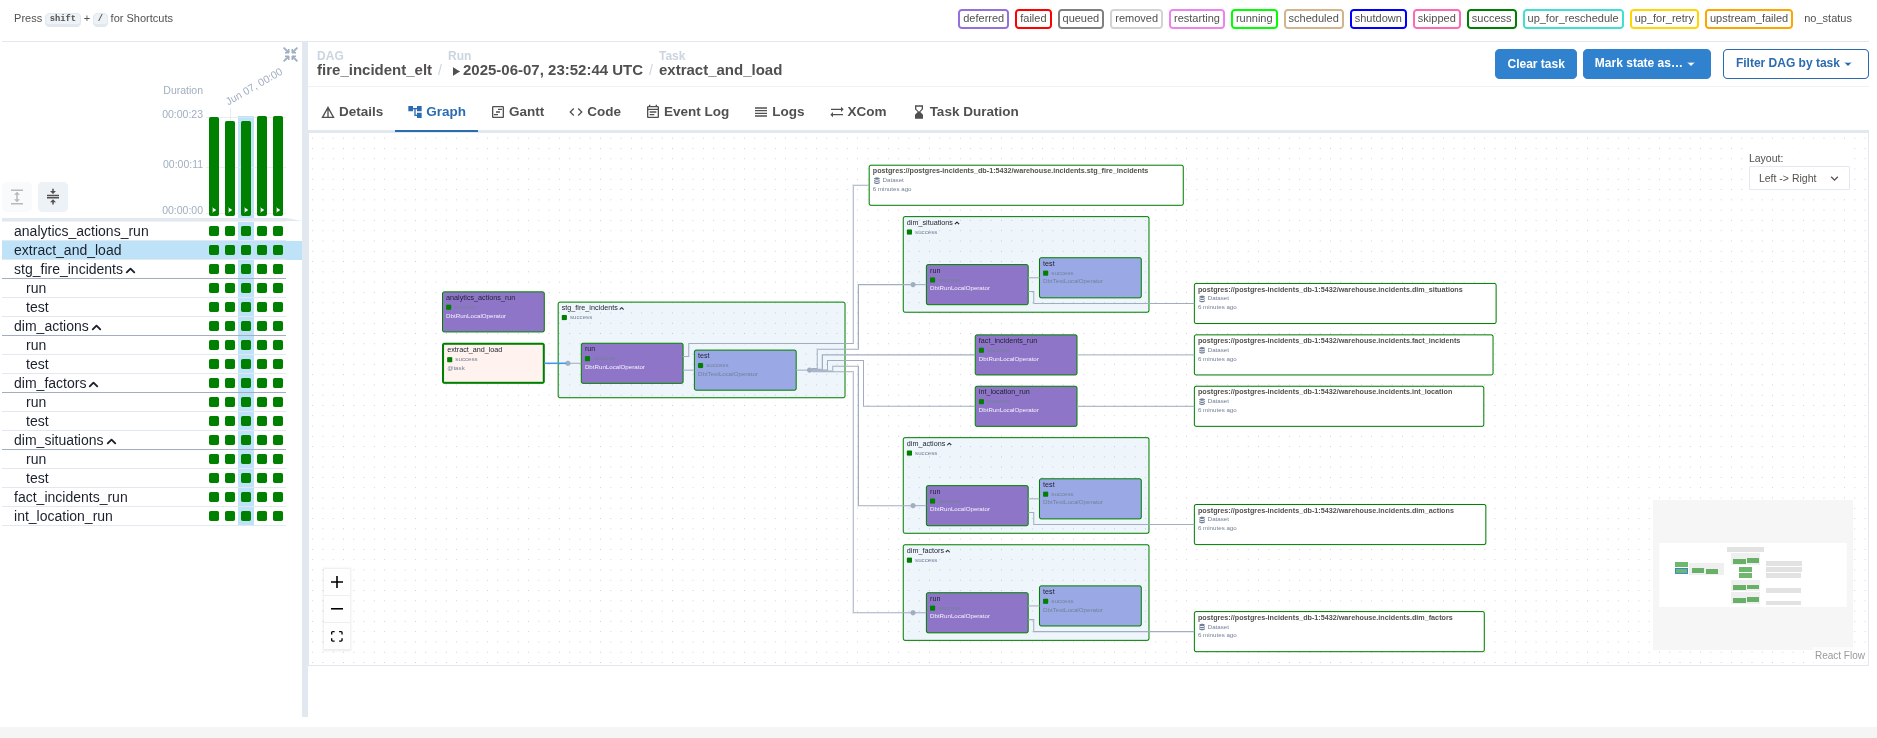 Press shift + / for Shortcuts
deferred failed queued removed restarting running scheduled shutdown skipped success up_for_reschedule up_for_retry upstream_failed no_status
DAG Run Task
fire_incident_elt / 2025-06-07, 23:52:44 UTC / extract_and_load
Clear task
Mark state as...
Filter DAG by task
Details Graph Gantt Code Event Log Logs XCom Task Duration
Jun 07, 00:00
Duration
00:00:23
00:00:11
00:00:00
analytics_actions_run
extract_and_load
stg_fire_incidents
run
test
dim_actions
run
test
dim_factors
run
test
dim_situations
run
test
fact_incidents_run
int_location_run
Layout:
Left -> Right
postgres://postgres-incidents_db-1:5432/warehouse.incidents.stg_fire_incidents
Dataset
6 minutes ago
dim_situations
success
run
DbtRunLocalOperator
test
success
DbtTestLocalOperator
postgres://postgres-incidents_db-1:5432/warehouse.incidents.dim_situations
Dataset
6 minutes ago
analytics_actions_run
DbtRunLocalOperator
extract_and_load
success
@task
stg_fire_incidents
success
run
DbtRunLocalOperator
test
success
DbtTestLocalOperator
fact_incidents_run
DbtRunLocalOperator
postgres://postgres-incidents_db-1:5432/warehouse.incidents.fact_incidents
Dataset
6 minutes ago
int_location_run
DbtRunLocalOperator
postgres://postgres-incidents_db-1:5432/warehouse.incidents.int_location
Dataset
6 minutes ago
dim_actions
success
run
DbtRunLocalOperator
test
success
DbtTestLocalOperator
postgres://postgres-incidents_db-1:5432/warehouse.incidents.dim_actions
Dataset
6 minutes ago
dim_factors
success
run
DbtRunLocalOperator
test
success
DbtTestLocalOperator
postgres://postgres-incidents_db-1:5432/warehouse.incidents.dim_factors
Dataset
6 minutes ago
React Flow